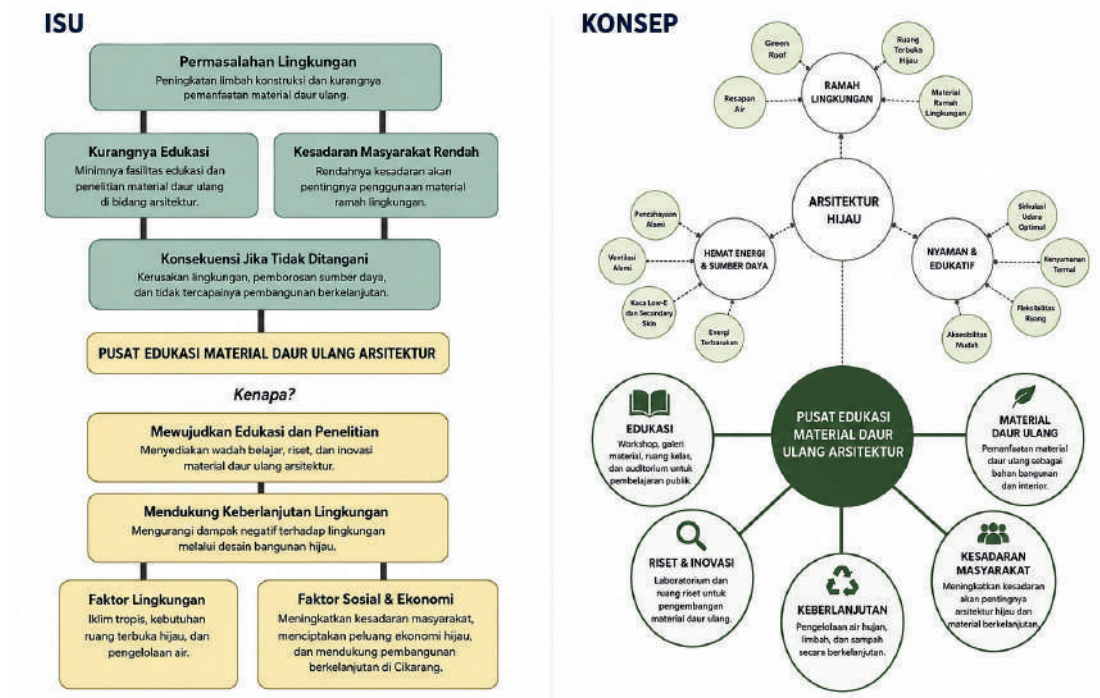 ISU
Permasalahan Lingkungan
Peningkatan limbah konstruksi dan kurangnya
pemanfaatan material daur ulang.
Kurangnya Edukasi
Minimnya fasilitas edukasi dan
penelitian material daur ulang
di bidang arsitektur.
Kesadaran Masyarakat Rendah
Rendahnya kesadaran akan
pentingnya penggunaan material
ramah lingkungan.
Konsekuensi Jika Tidak Ditangani
Kerusakan lingkungan, pemborosan sumber daya,
dan tidak tercapainya pembangunan berkelanjutan.
PUSAT EDUKASI MATERIAL DAUR ULANG ARSITEKTUR
Kenapa?
Mewujudkan Edukasi dan Penelitian
Menyediakan wadah belajar, riset, dan inovasi
material daur ulang arsitektur.
Mendukung Keberlanjutan Lingkungan
Mengurangi dampak negatif terhadap lingkungan
melalui desain bangunan hijau.
Faktor Lingkungan
Iklim tropis, kebutuhan
ruang terbuka hijau, dan
pengelolaan air.
Faktor Sosial & Ekonomi
Meningkatkan kesadaran masyarakat,
menciptakan peluang ekonomi hijau,
dan mendukung pembangunan
berkelanjutan di Cikarang.
KONSEP
Green
Roof
Ruang
Terbuka
Hijau
Resapan
Air
RAMAH
LINGKUNGAN
Material
Ramah
Lingkungan
ARSITEKTUR
HIJAU
Pencahayaan
Alami
Ventilasi
Alami
Kaca Low-E
dan Secondary
Skin
Energi
Terbarukan
HEMAT ENERGI
& SUMBER DAYA
NYAMAN &
EDUKATIF
Sirkulasi
Udara
Optimal
Kenyamanan
Termal
Fleksibilitas
Ruang
Aksesibilitas
Mudah
PUSAT EDUKASI
MATERIAL DAUR
ULANG ARSITEKTUR
EDUKASI
Workshop, galeri
material, ruang kelas,
dan auditorium untuk
pembelajaran publik.
MATERIAL
DAUR ULANG
Pemanfaatan material
daur ulang sebagai
bahan bangunan
dan interior.
RISET & INOVASI
Laboratorium dan
ruang riset untuk
pengembangan
material daur ulang.
KEBERLANJUTAN
Pengelolaan air hujan,
limbah, dan sampah
secara berkelanjutan.
KESADARAN
MASYARAKAT
Meningkatkan kesadaran
akan pentingnya
arsitektur hijau dan
material berkelanjutan.